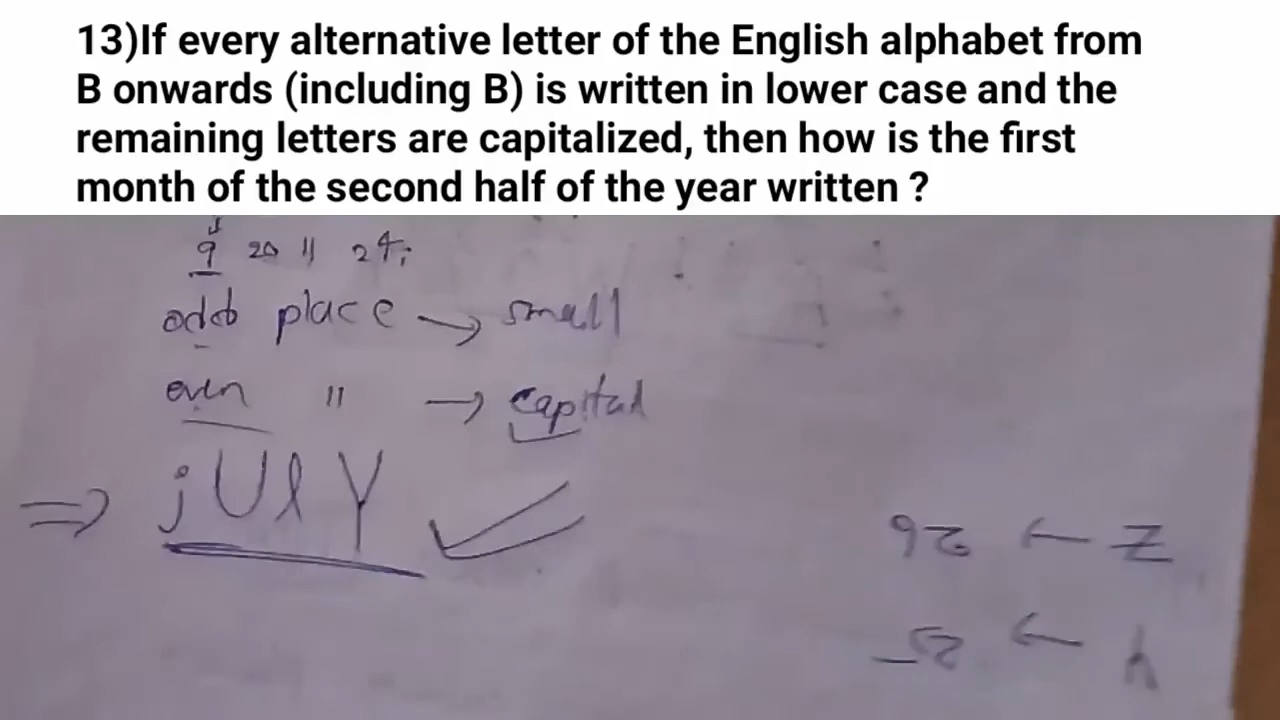 13)If every alternative letter of the English alphabet from
B onwards (including B) is written in lower case and the
remaining letters are capitalized, then how is the first
month of the second half of the year written ?
9 20 11 24;
odd place → small
even " → capital
⇒ jUlY
Z → 26
Y → 25